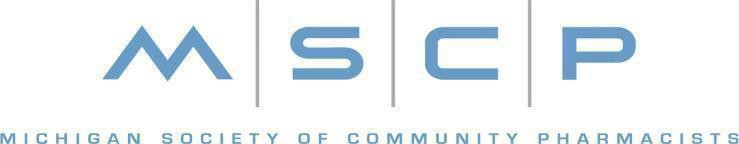 MSCP
MICHIGAN SOCIETY OF COMMUNITY PHARMACISTS